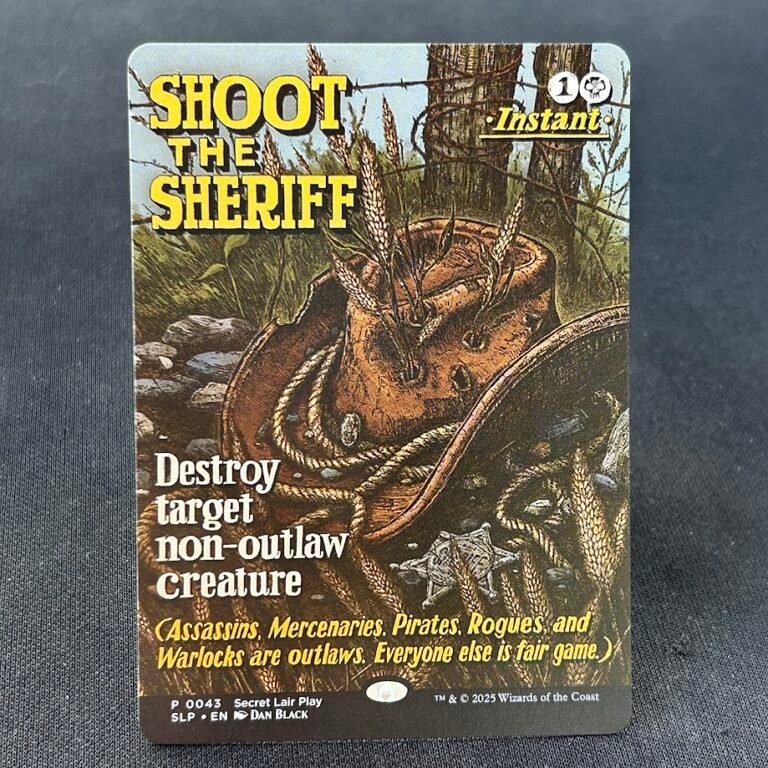 SHOOT
THE
SHERIFF
1
·Instant·
Destroy
target
non-outlaw
creature
(Assassins, Mercenaries, Pirates, Rogues, and
Warlocks are outlaws. Everyone else is fair game.)
P 0043 Secret Lair Play
SLP • EN DAN BLACK
™ & © 2025 Wizards of the Coast